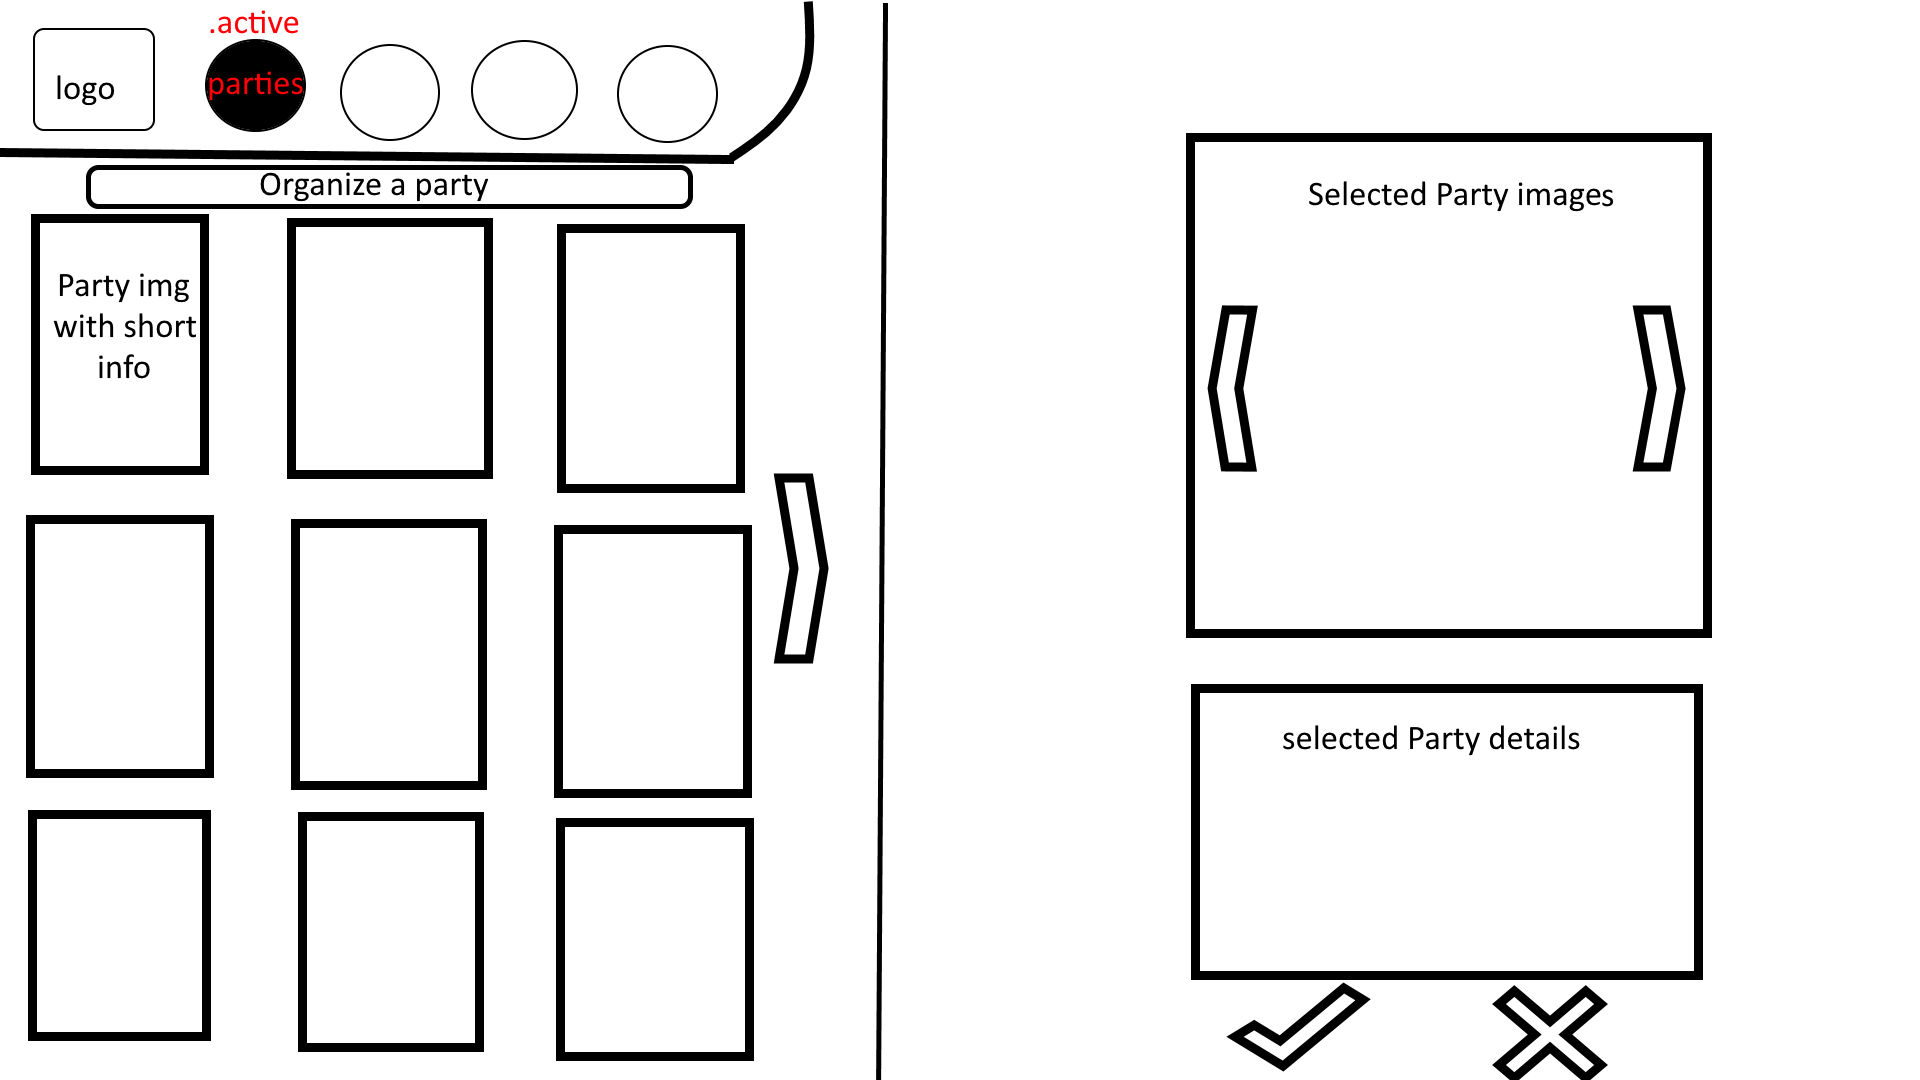 .active
logo
parties
Organize a party
Party img
with short
info
Selected Party images
selected Party details